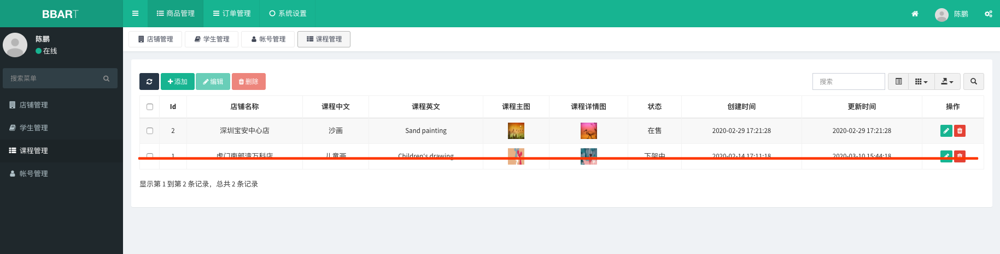 BBART
商品管理 订单管理 系统设置 陈鹏
陈鹏
在线
搜索菜单
店铺管理
学生管理
课程管理
帐号管理
店铺管理 学生管理 帐号管理 课程管理
添加 编辑 删除 搜索
Id 店铺名称 课程中文 课程英文 课程主图 课程详情图 状态 创建时间 更新时间 操作
2 深圳宝安中心店 沙画 Sand painting 在售 2020-02-29 17:21:28 2020-02-29 17:21:28
1 虎门南部湾万科店 儿童画 Children's drawing 下架中 2020-02-14 17:11:18 2020-03-10 15:44:18
显示第 1 到第 2 条记录，总共 2 条记录